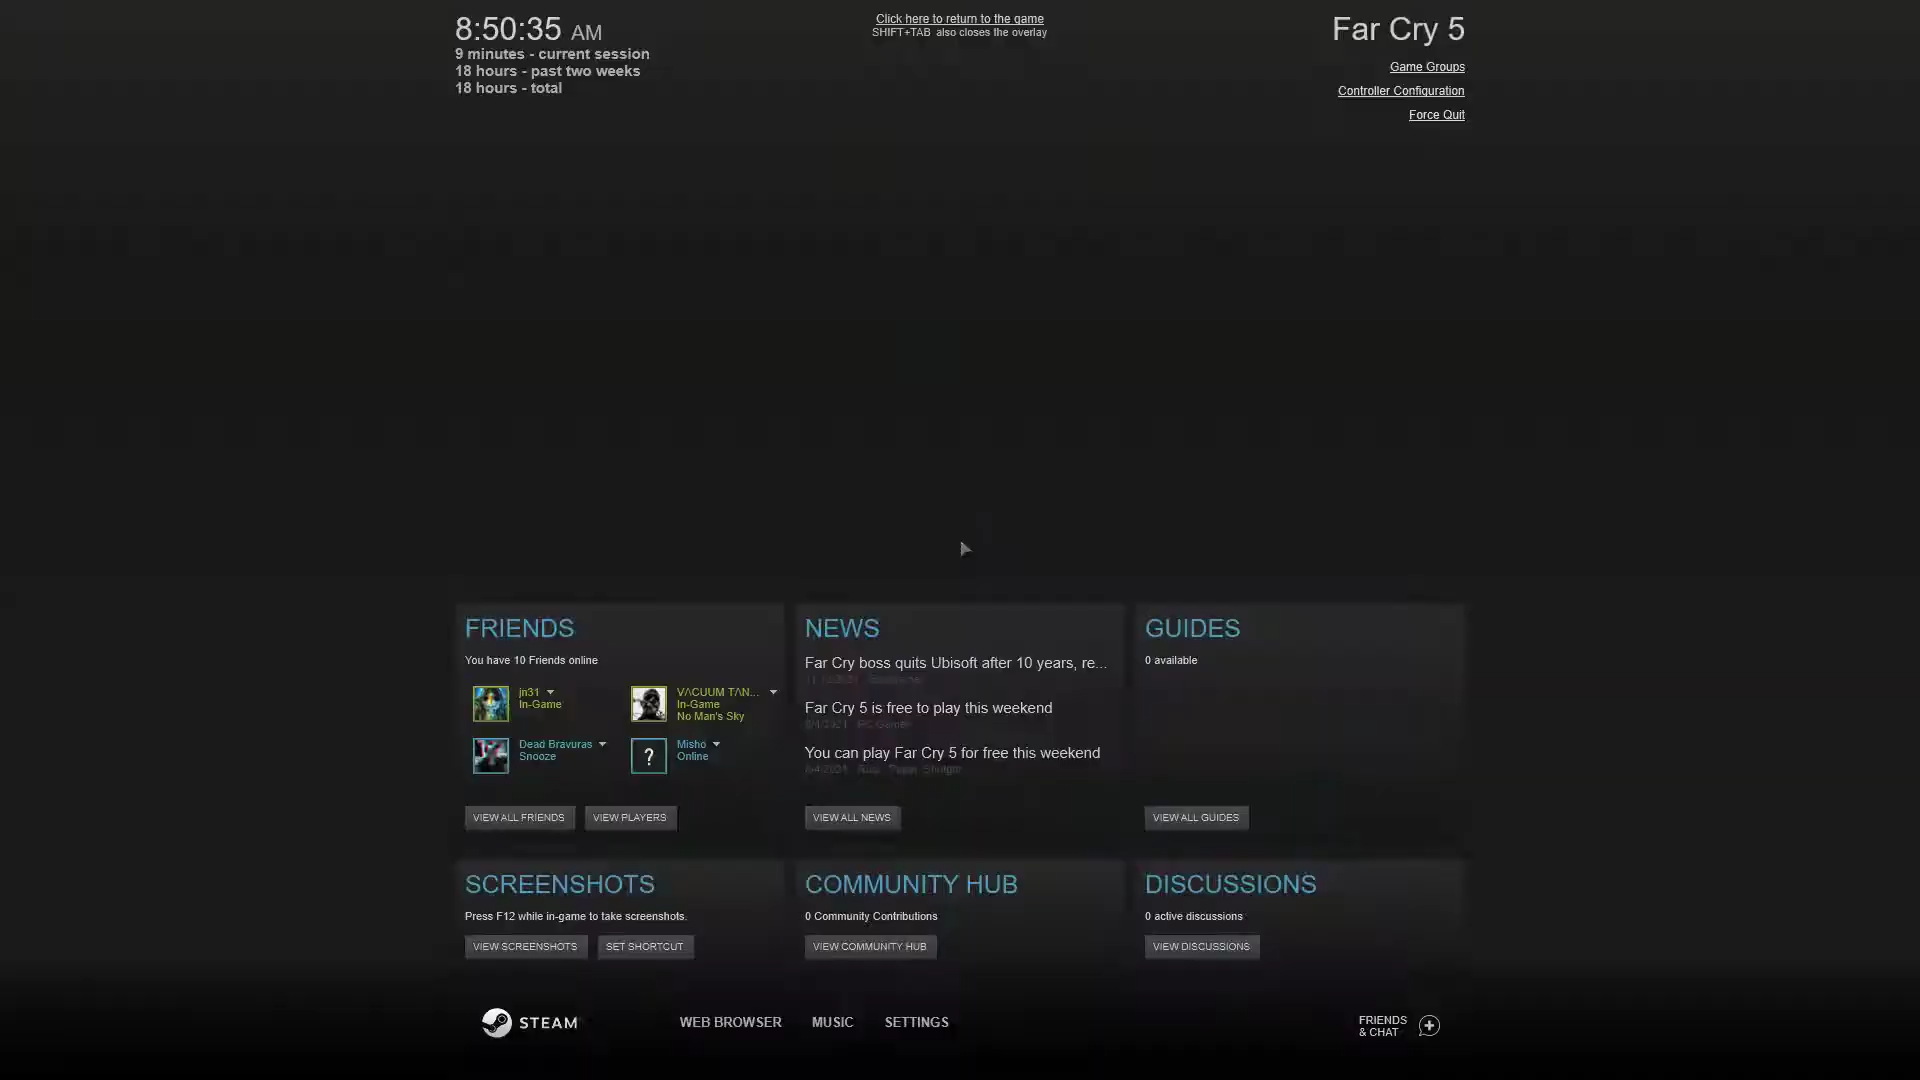 8:50:35 AM
9 minutes - current session
18 hours - past two weeks
18 hours - total
Click here to return to the game
SHIFT+TAB also closes the overlay
Far Cry 5
Game Groups
Controller Configuration
Force Quit
FRIENDS
You have 10 Friends online
jn31
In-Game
VΛCUUM TΛN...
In-Game
No Man's Sky
Dead Bravuras
Snooze
?
Misho
Online
VIEW ALL FRIENDS
VIEW PLAYERS
NEWS
Far Cry boss quits Ubisoft after 10 years, re...
Far Cry 5 is free to play this weekend
PC Gamer
You can play Far Cry 5 for free this weekend
VIEW ALL NEWS
GUIDES
0 available
VIEW ALL GUIDES
SCREENSHOTS
Press F12 while in-game to take screenshots.
VIEW SCREENSHOTS
SET SHORTCUT
COMMUNITY HUB
0 Community Contributions
VIEW COMMUNITY HUB
DISCUSSIONS
0 active discussions
VIEW DISCUSSIONS
STEAM
WEB BROWSER
MUSIC
SETTINGS
FRIENDS
& CHAT